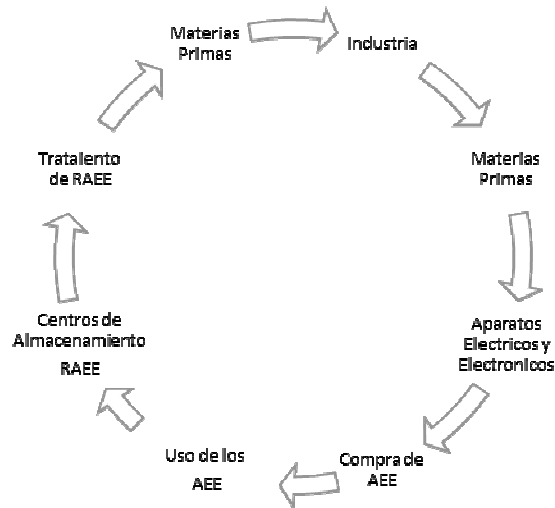 Materias
Primas
Industria
Materias
Primas
Aparatos
Electricos y
Electronicos
Compra de
AEE
Uso de los
AEE
Centros de
Almacenamiento
RAEE
Tratalento
de RAEE